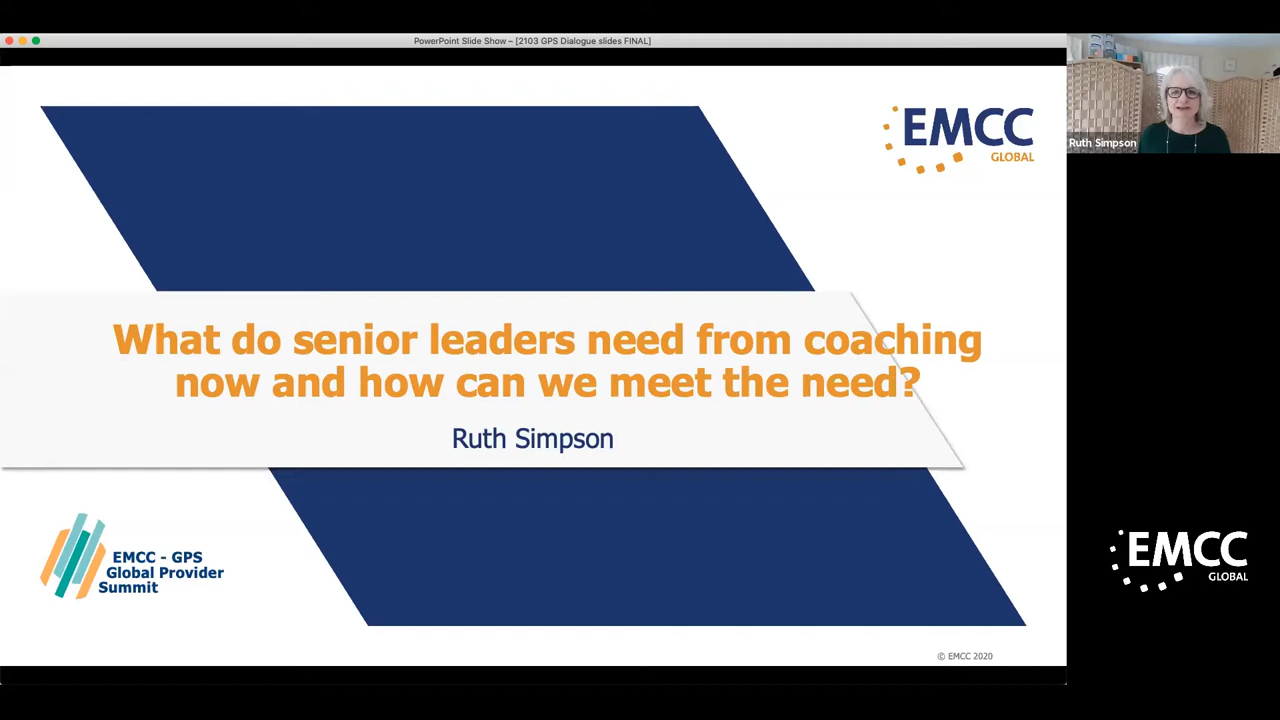 PowerPoint Slide Show – [2103 GPS Dialogue slides FINAL]
EMCC
GLOBAL
Ruth Simpson
What do senior leaders need from coaching
now and how can we meet the need?
Ruth Simpson
EMCC - GPS
Global Provider
Summit
EMCC
GLOBAL
© EMCC 2020